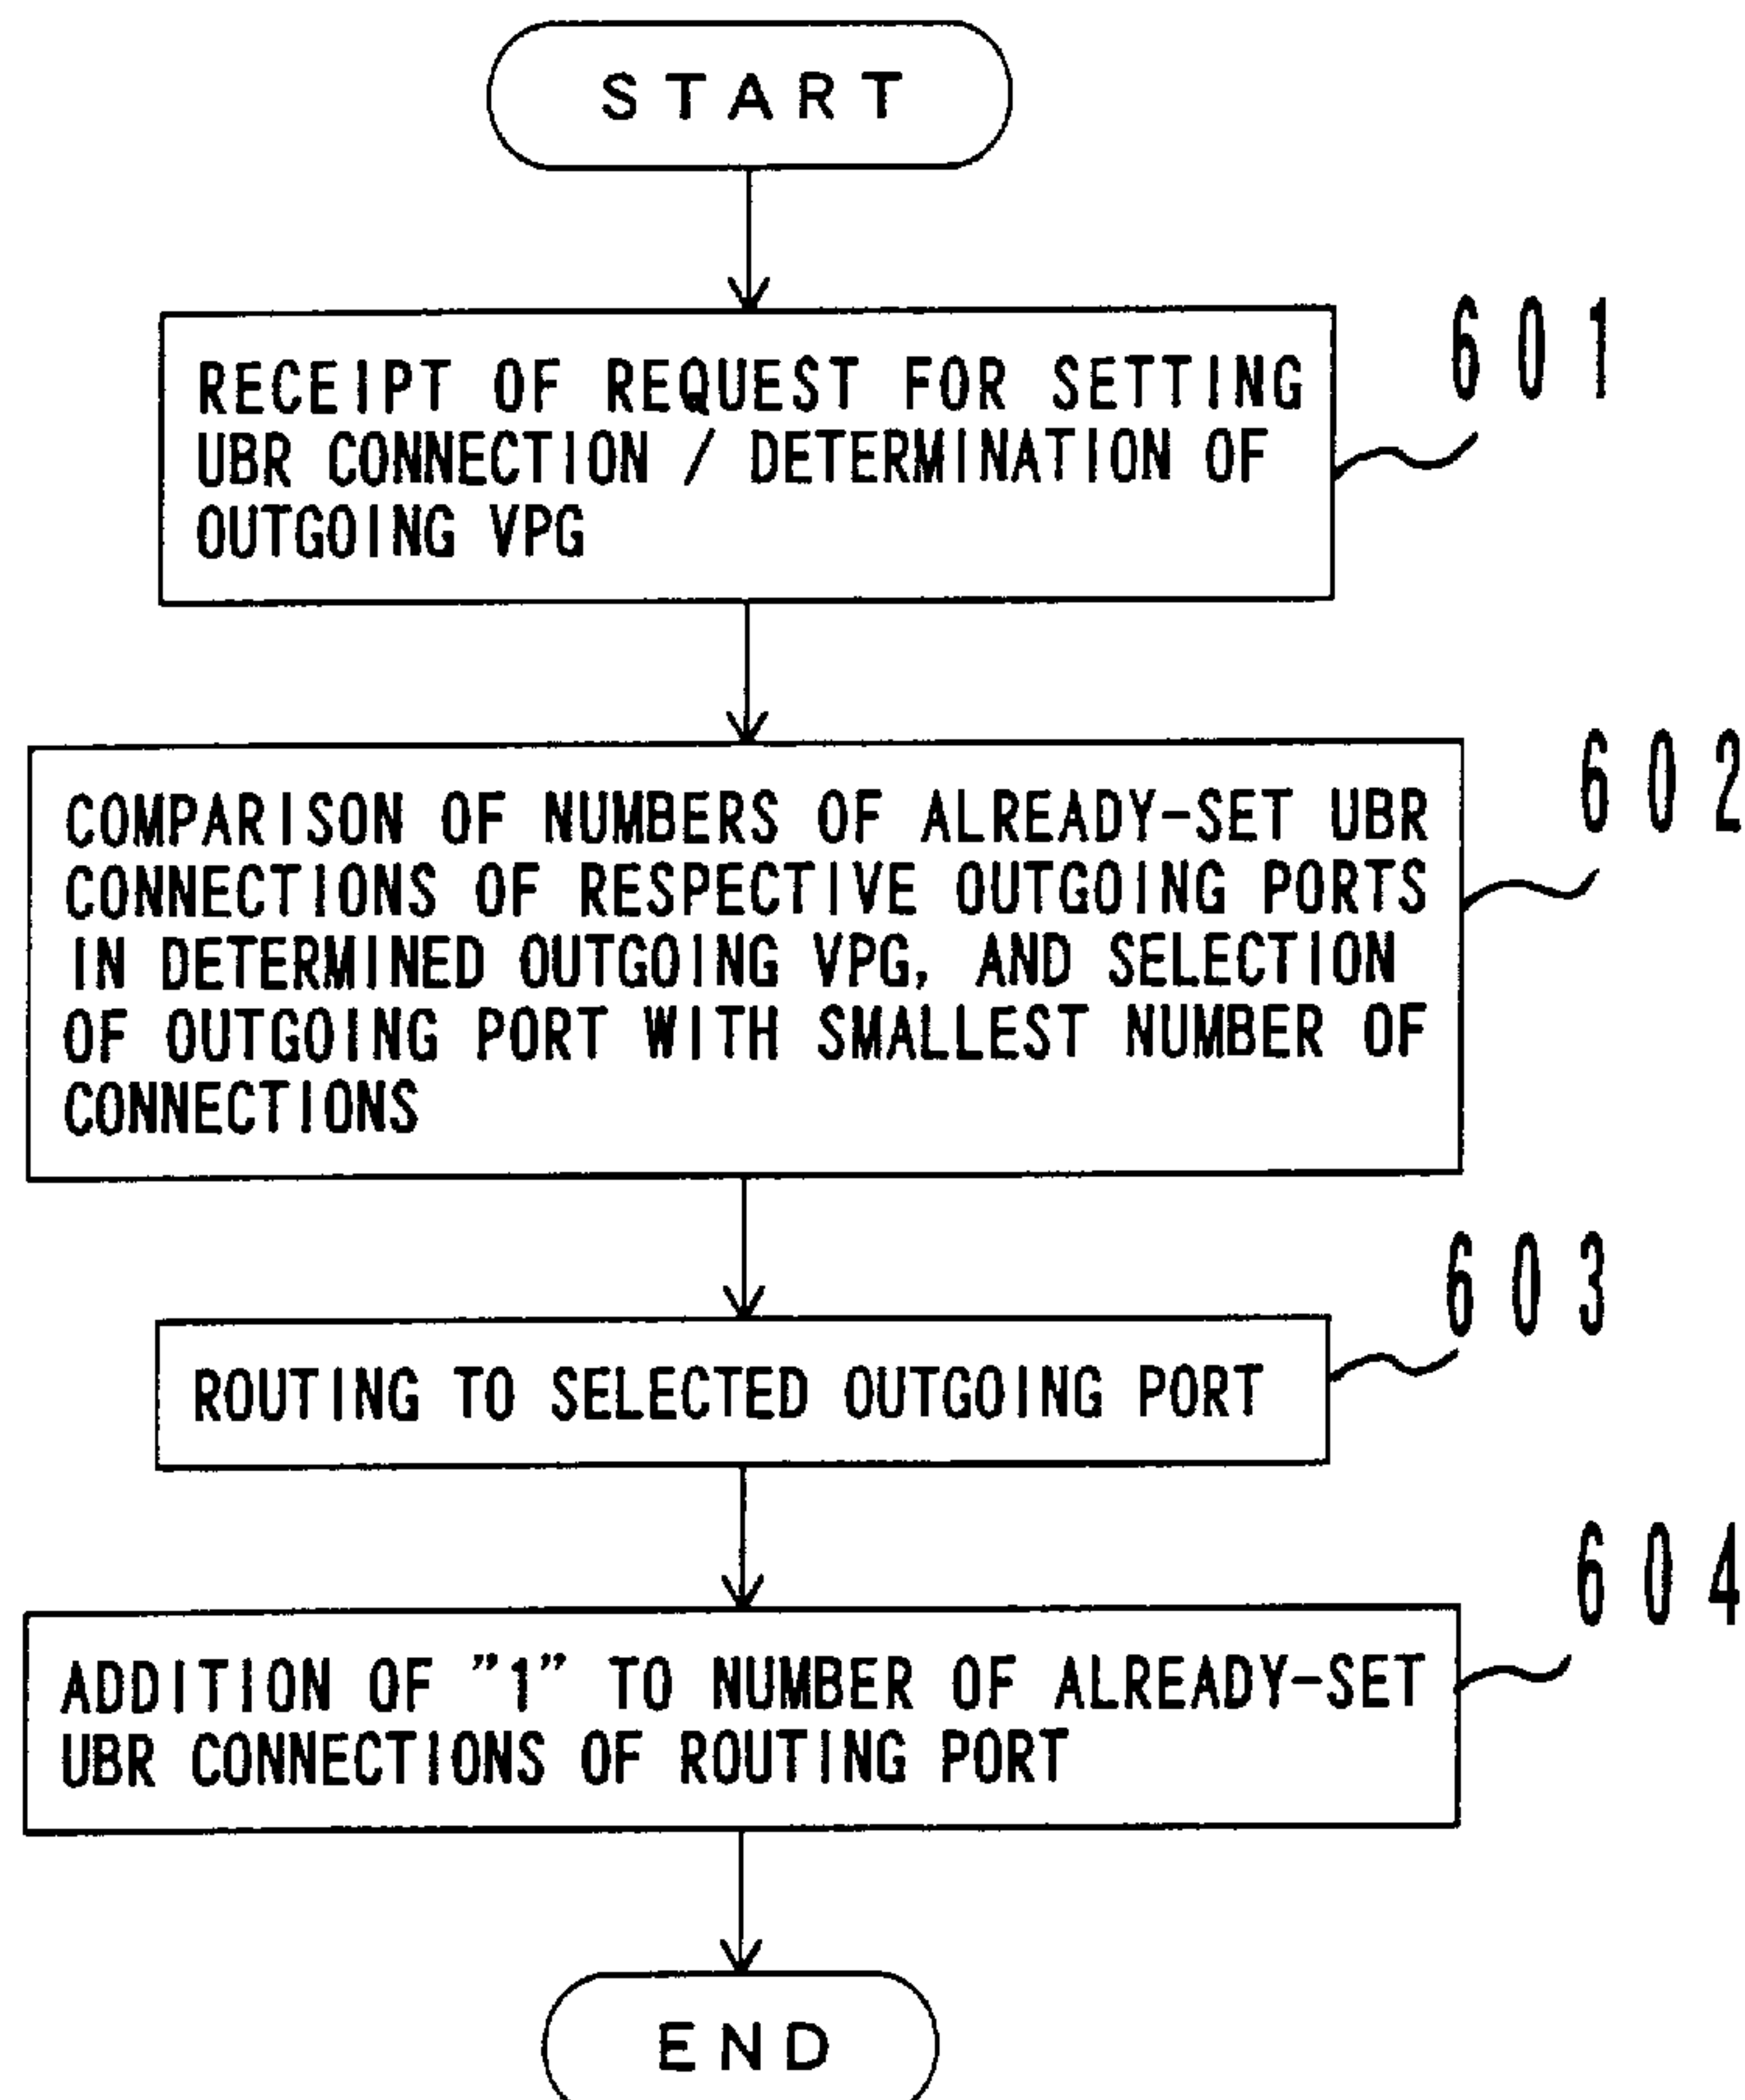 START
601
RECEIPT OF REQUEST FOR SETTING
UBR CONNECTION / DETERMINATION OF
OUTGOING VPG
602
COMPARISON OF NUMBERS OF ALREADY-SET UBR
CONNECTIONS OF RESPECTIVE OUTGOING PORTS
IN DETERMINED OUTGOING VPG, AND SELECTION
OF OUTGOING PORT WITH SMALLEST NUMBER OF
CONNECTIONS
603
ROUTING TO SELECTED OUTGOING PORT
604
ADDITION OF ”1” TO NUMBER OF ALREADY-SET
UBR CONNECTIONS OF ROUTING PORT
END